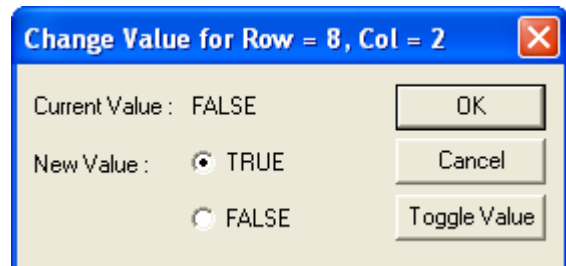 Change Value for Row = 8, Col = 2
Current Value : FALSE
OK
New Value : TRUE
Cancel
FALSE
Toggle Value